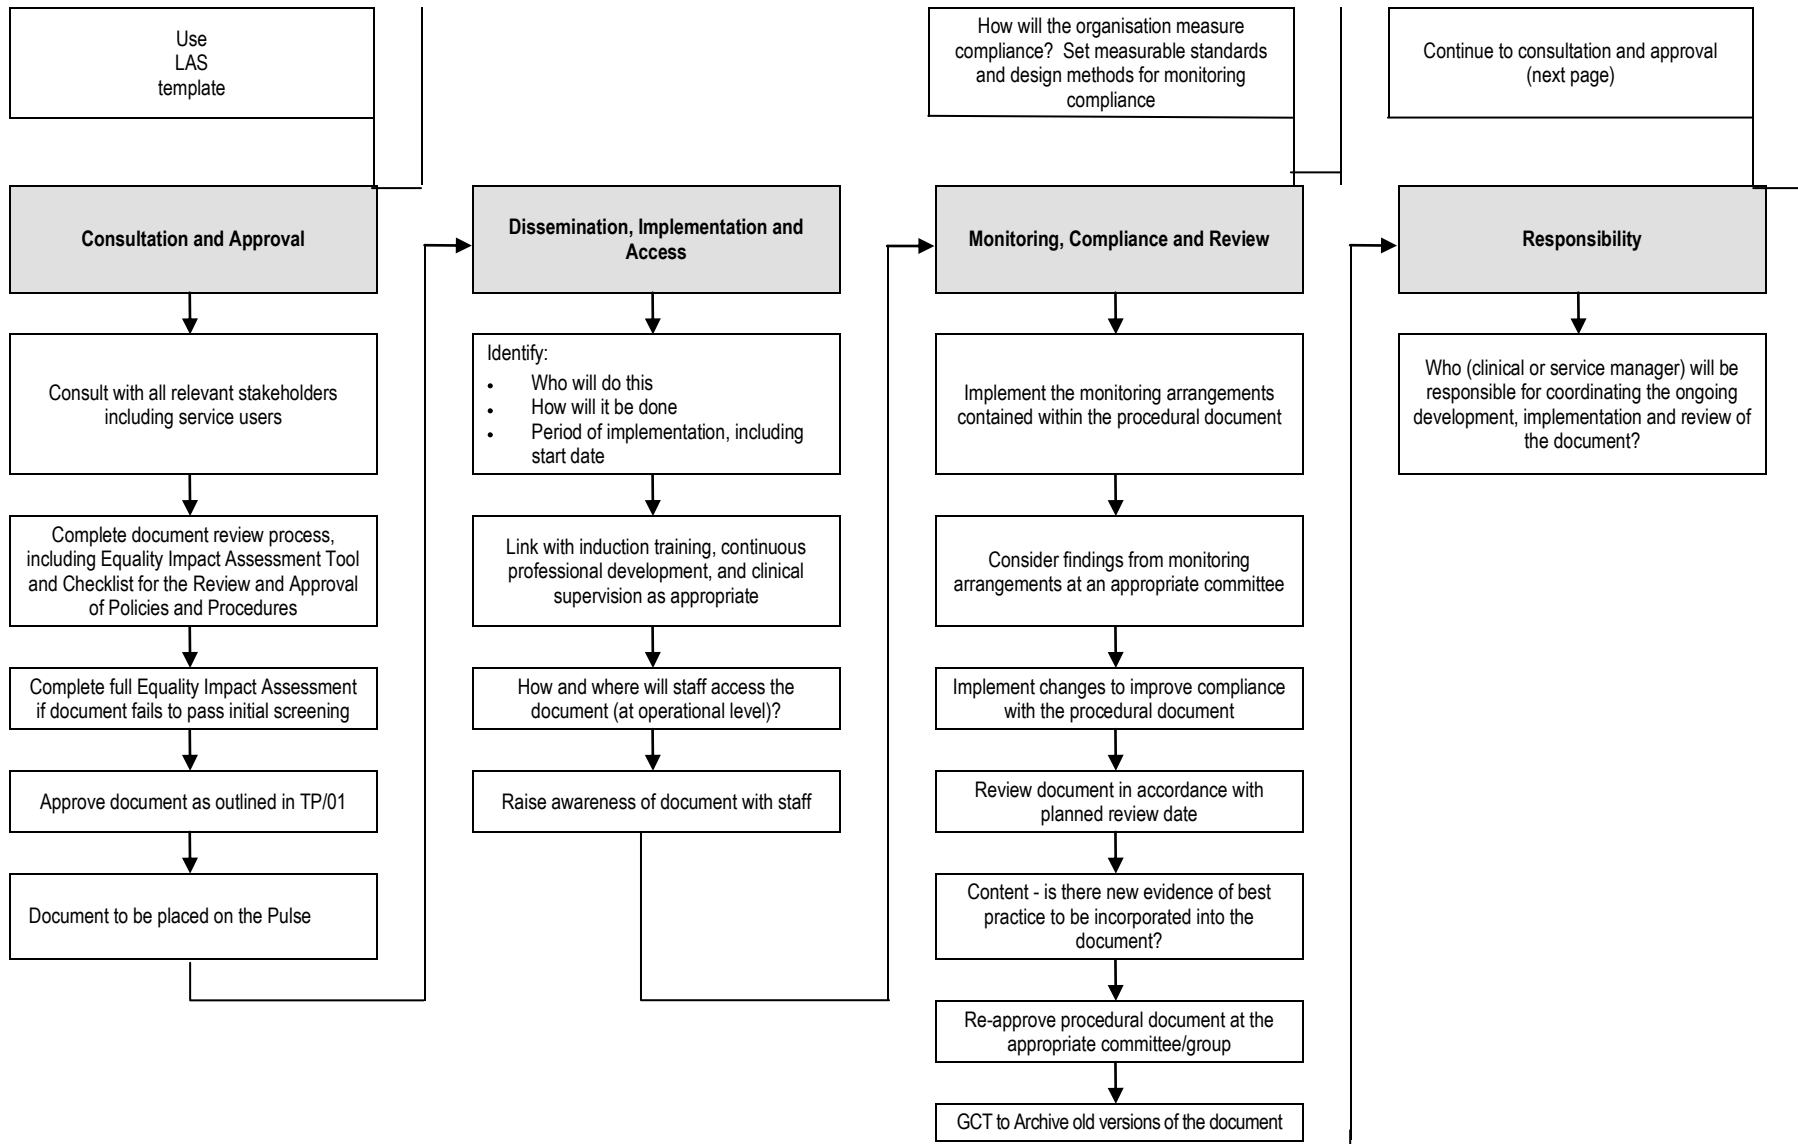 Use
LAS
template
How will the organisation measure
compliance?  Set measurable standards
and design methods for monitoring
compliance
Continue to consultation and approval
(next page)
Consultation and Approval
Consult with all relevant stakeholders
including service users
Complete document review process,
including Equality Impact Assessment Tool
and Checklist for the Review and Approval
of Policies and Procedures
Complete full Equality Impact Assessment
if document fails to pass initial screening
Approve document as outlined in TP/01
Document to be placed on the Pulse
Dissemination, Implementation and
Access
Identify:
• Who will do this
• How will it be done
• Period of implementation, including
start date
Link with induction training, continuous
professional development, and clinical
supervision as appropriate
How and where will staff access the
document (at operational level)?
Raise awareness of document with staff
Monitoring, Compliance and Review
Implement the monitoring arrangements
contained within the procedural document
Consider findings from monitoring
arrangements at an appropriate committee
Implement changes to improve compliance
with the procedural document
Review document in accordance with
planned review date
Content - is there new evidence of best
practice to be incorporated into the
document?
Re-approve procedural document at the
appropriate committee/group
GCT to Archive old versions of the document
Responsibility
Who (clinical or service manager) will be
responsible for coordinating the ongoing
development, implementation and review of
the document?